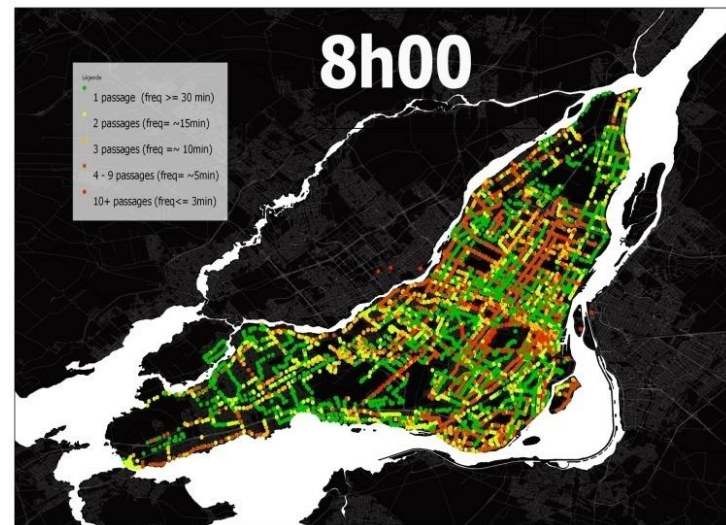 8h00
Légende
1 passage (freq >= 30 min)
2 passages (freq= ~15min)
3 passages (freq =~ 10min)
4 - 9 passages (freq= ~5min)
10+ passages (freq<= 3min)